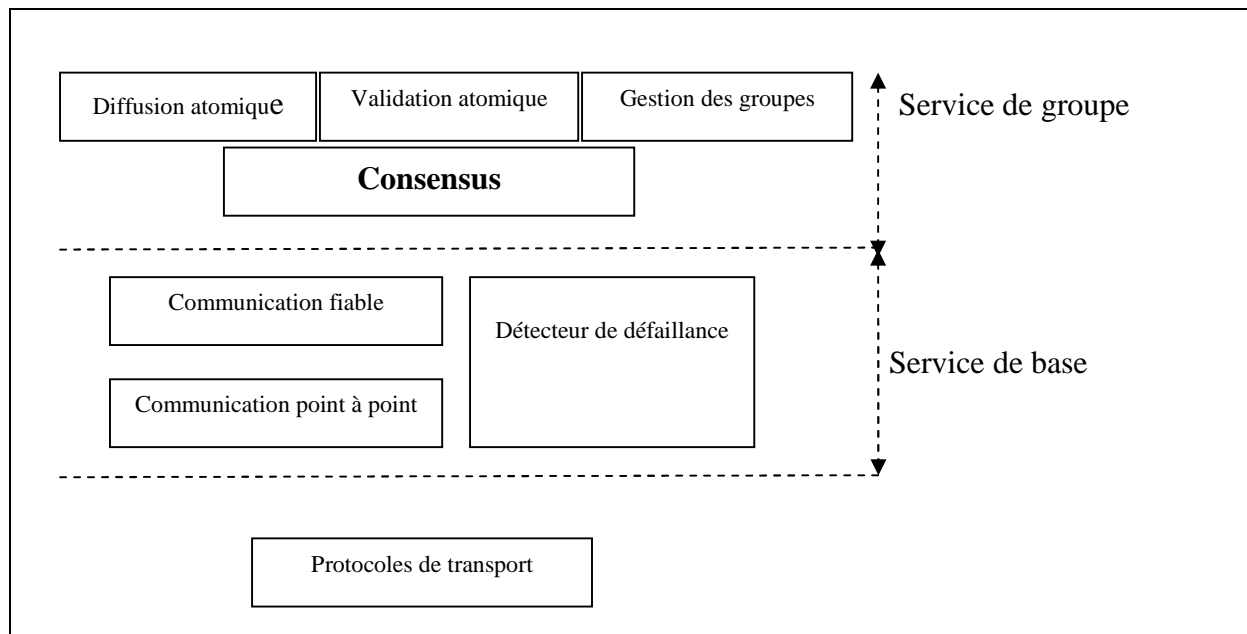 Diffusion atomique
Validation atomique
Gestion des groupes
Service de groupe
Consensus
Communication fiable
Détecteur de défaillance
Service de base
Communication point à point
Protocoles de transport